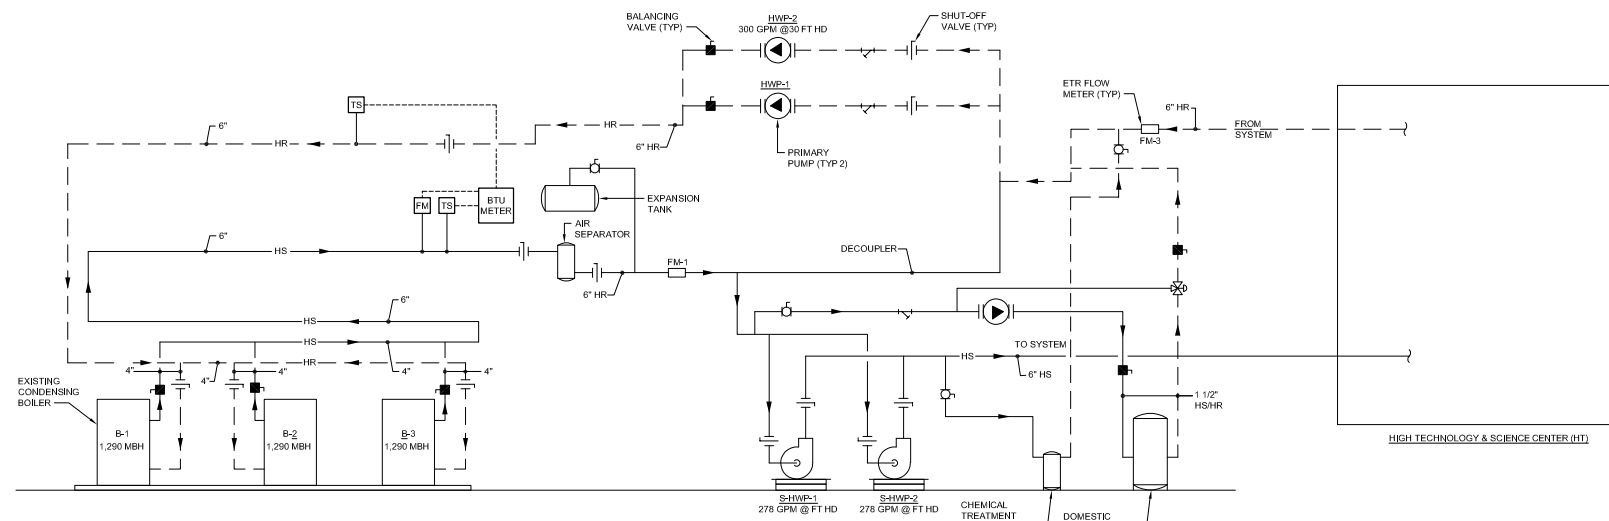 BALANCING
VALVE (TYP)
HWP-2
300 GPM @30 FT HD
SHUT-OFF
VALVE (TYP)
HWP-1
ETR FLOW
METER (TYP)
6" HR
FROM
SYSTEM
FM-3
TS
6"
HR
HR
6" HR
PRIMARY
PUMP (TYP 2)
FM
TS
BTU
METER
EXPANSION
TANK
AIR
SEPARATOR
6"
HS
FM-1
DECOUPLER
6" HR
6"
HS
HS
TO SYSTEM
HS
6" HS
HR
4"
4"
4"
4"
4"
EXISTING
CONDENSING
BOILER
1 1/2"
HS/HR
B-1
1,290 MBH
B-2
1,290 MBH
B-3
1,290 MBH
HIGH TECHNOLOGY & SCIENCE CENTER (HT)
S-HWP-1
278 GPM @ FT HD
S-HWP-2
278 GPM @ FT HD
CHEMICAL
TREATMENT
DOMESTIC